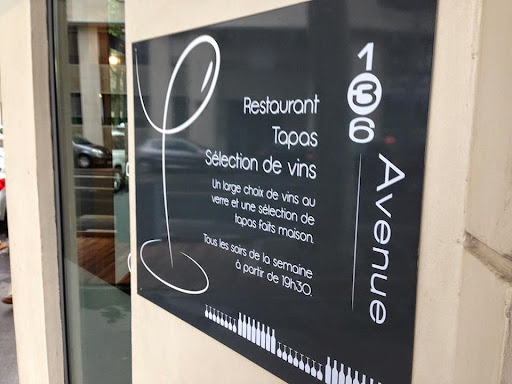 Restaurant
Tapas
Sélection de vins
Un large choix de vins au
verre et une sélection de
tapas faits maison.
Tous les soirs de la semaine
à partir de 19h30.
136
Avenue